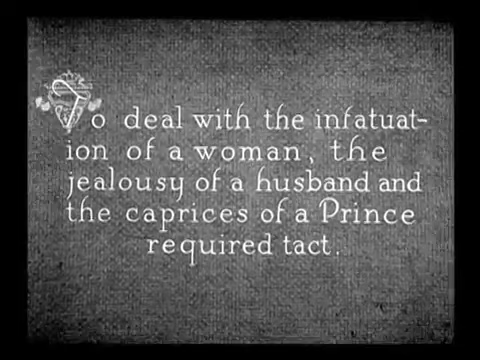 To deal with the infatuat-
ion of a woman, the
jealousy of a husband and
the caprices of a Prince
required tact.